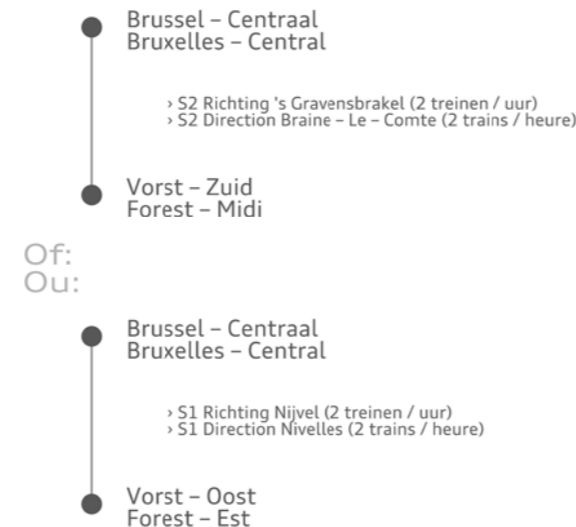 Brussel – Centraal
Bruxelles – Central
› S2 Richting 's Gravensbrakel (2 treinen / uur)
› S2 Direction Braine – Le – Comte (2 trains / heure)
Vorst – Zuid
Forest – Midi
Of:
Ou:
Brussel – Centraal
Bruxelles – Central
› S1 Richting Nijvel (2 treinen / uur)
› S1 Direction Nivelles (2 trains / heure)
Vorst – Oost
Forest – Est